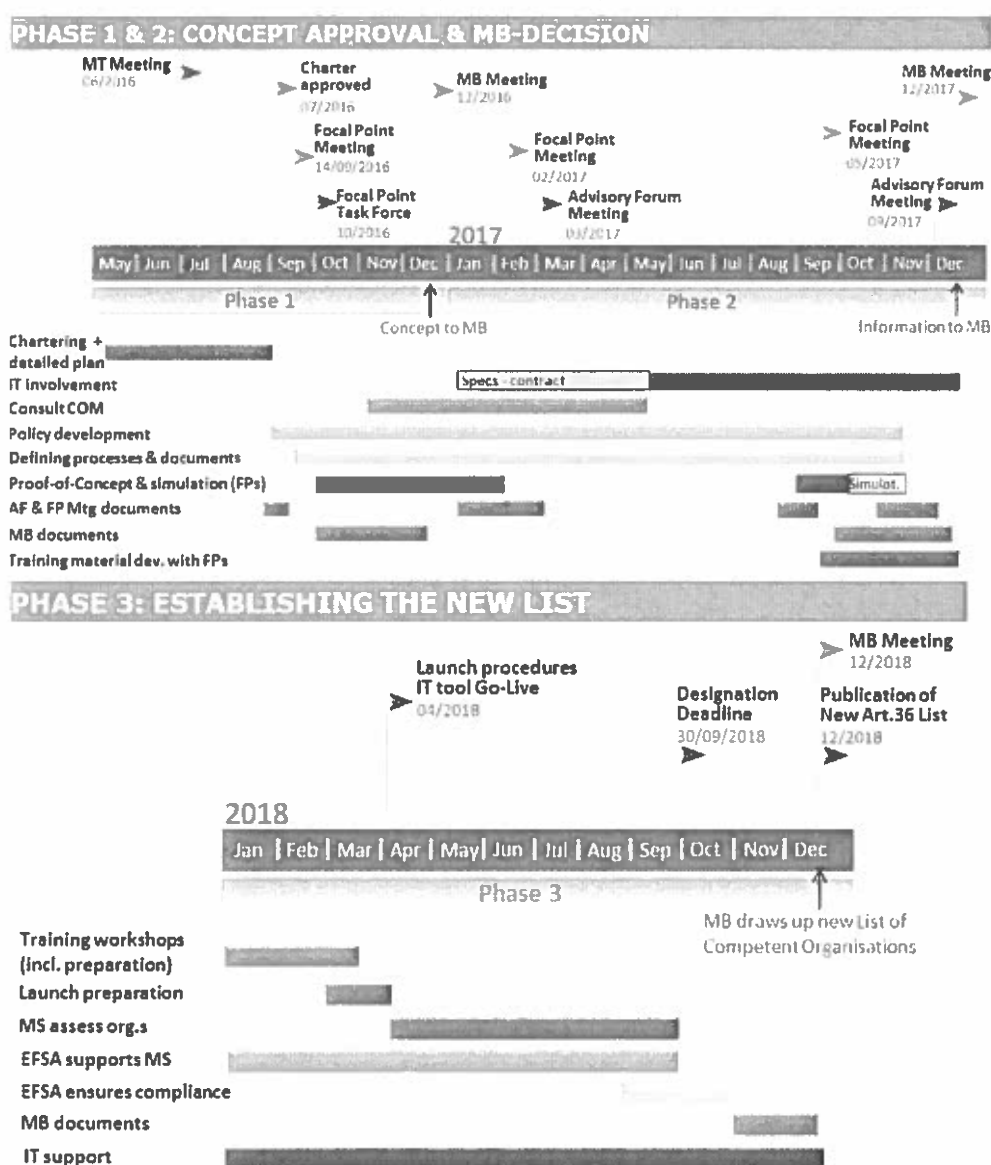 PHASE 1 & 2: CONCEPT APPROVAL & MB-DECISION
MT Meeting
06/2016
Charter
approved
07/2016
MB Meeting
12/2016
MB Meeting
12/2017
Focal Point
Meeting
14/09/2016
Focal Point
Meeting
02/2017
Focal Point
Meeting
05/2017
Focal Point
Task Force
10/2016
Advisory Forum
Meeting
03/2017
Advisory Forum
Meeting
09/2017
2017
May Jun Jul Aug Sep Oct Nov Dec Jan Feb Mar Apr May Jun Jul Aug Sep Oct Nov Dec
Phase 1
Phase 2
Concept to MB
Information to MB
Chartering +
detailed plan
IT Involvement
Specs - contract
Consult COM
Policy development
Defining processes & documents
Proof-of-Concept & simulation (FPs)
Simulat.
AF & FP Mtg documents
MB documents
Training material dev. with FPs
PHASE 3: ESTABLISHING THE NEW LIST
MB Meeting
12/2018
Launch procedures
IT tool Go-Live
04/2018
Designation
Deadline
30/09/2018
Publication of
New Art.36 List
12/2018
2018
Jan Feb Mar Apr May Jun Jul Aug Sep Oct Nov Dec
Phase 3
MB draws up new List of
Competent Organisations
Training workshops
(incl. preparation)
Launch preparation
MS assess org.s
EFSA supports MS
EFSA ensures compliance
MB documents
IT support